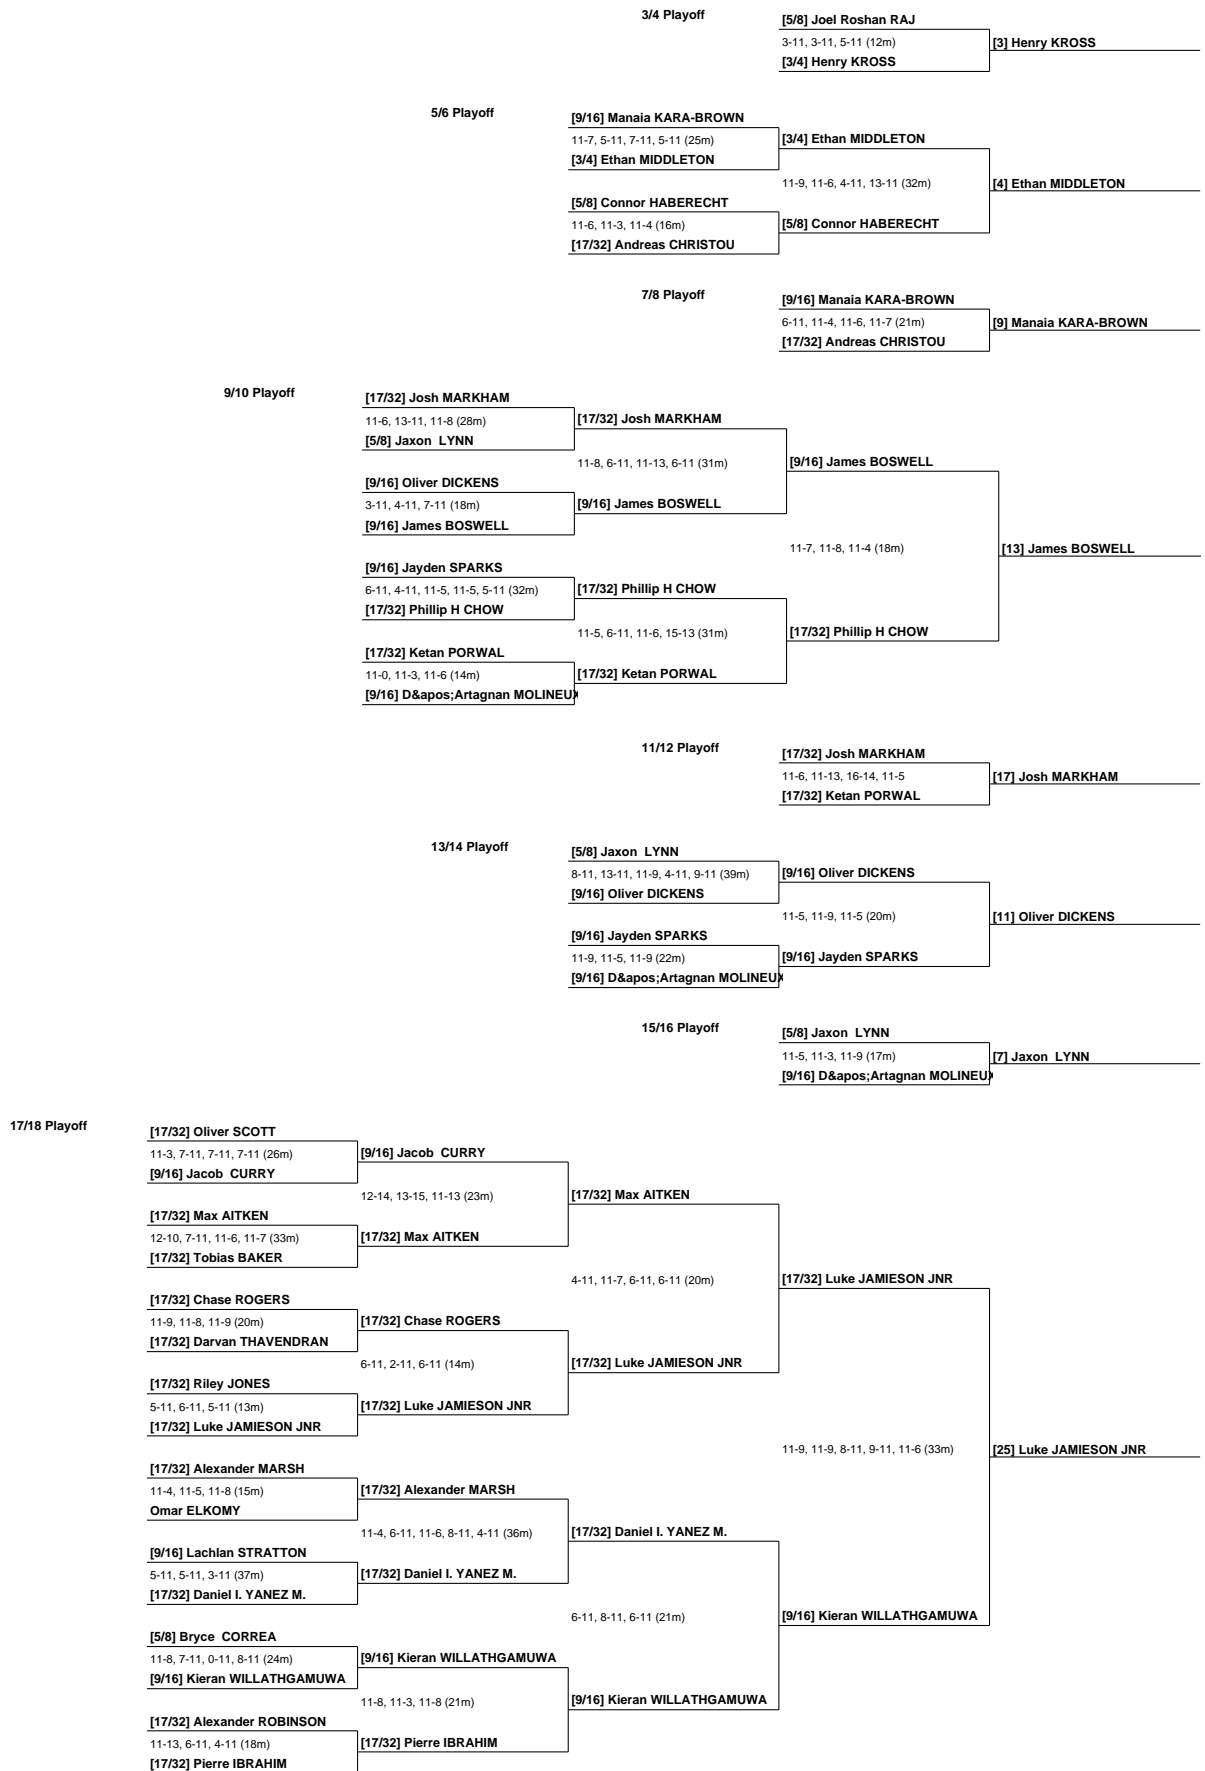 3/4 Playoff
[5/8] Joel Roshan RAJ
3-11, 3-11, 5-11 (12m)
[3] Henry KROSS
[3/4] Henry KROSS
5/6 Playoff
[9/16] Manaia KARA-BROWN
11-7, 5-11, 7-11, 5-11 (25m)
[3/4] Ethan MIDDLETON
[3/4] Ethan MIDDLETON
11-9, 11-6, 4-11, 13-11 (32m)
[4] Ethan MIDDLETON
[5/8] Connor HABERECHT
11-6, 11-3, 11-4 (16m)
[5/8] Connor HABERECHT
[17/32] Andreas CHRISTOU
7/8 Playoff
[9/16] Manaia KARA-BROWN
6-11, 11-4, 11-6, 11-7 (21m)
[9] Manaia KARA-BROWN
[17/32] Andreas CHRISTOU
9/10 Playoff
[17/32] Josh MARKHAM
11-6, 13-11, 11-8 (28m)
[17/32] Josh MARKHAM
[5/8] Jaxon  LYNN
11-8, 6-11, 11-13, 6-11 (31m)
[9/16] James BOSWELL
[9/16] Oliver DICKENS
3-11, 4-11, 7-11 (18m)
[9/16] James BOSWELL
[9/16] James BOSWELL
11-7, 11-8, 11-4 (18m)
[13] James BOSWELL
[9/16] Jayden SPARKS
6-11, 4-11, 11-5, 11-5, 5-11 (32m)
[17/32] Phillip H CHOW
[17/32] Phillip H CHOW
11-5, 6-11, 11-6, 15-13 (31m)
[17/32] Phillip H CHOW
[17/32] Ketan PORWAL
11-0, 11-3, 11-6 (14m)
[17/32] Ketan PORWAL
[9/16] D&apos;Artagnan MOLINEUX
11/12 Playoff
[17/32] Josh MARKHAM
11-6, 11-13, 16-14, 11-5
[17] Josh MARKHAM
[17/32] Ketan PORWAL
13/14 Playoff
[5/8] Jaxon  LYNN
8-11, 13-11, 11-9, 4-11, 9-11 (39m)
[9/16] Oliver DICKENS
[9/16] Oliver DICKENS
11-5, 11-9, 11-5 (20m)
[11] Oliver DICKENS
[9/16] Jayden SPARKS
11-9, 11-5, 11-9 (22m)
[9/16] Jayden SPARKS
[9/16] D&apos;Artagnan MOLINEUX
15/16 Playoff
[5/8] Jaxon  LYNN
11-5, 11-3, 11-9 (17m)
[7] Jaxon  LYNN
[9/16] D&apos;Artagnan MOLINEUX
17/18 Playoff
[17/32] Oliver SCOTT
11-3, 7-11, 7-11, 7-11 (26m)
[9/16] Jacob  CURRY
[9/16] Jacob  CURRY
12-14, 13-15, 11-13 (23m)
[17/32] Max AITKEN
[17/32] Max AITKEN
12-10, 7-11, 11-6, 11-7 (33m)
[17/32] Max AITKEN
[17/32] Tobias BAKER
4-11, 11-7, 6-11, 6-11 (20m)
[17/32] Luke JAMIESON JNR
[17/32] Chase ROGERS
11-9, 11-8, 11-9 (20m)
[17/32] Chase ROGERS
[17/32] Darvan THAVENDRAN
6-11, 2-11, 6-11 (14m)
[17/32] Luke JAMIESON JNR
[17/32] Riley JONES
5-11, 6-11, 5-11 (13m)
[17/32] Luke JAMIESON JNR
[17/32] Luke JAMIESON JNR
11-9, 11-9, 8-11, 9-11, 11-6 (33m)
[25] Luke JAMIESON JNR
[17/32] Alexander MARSH
11-4, 11-5, 11-8 (15m)
[17/32] Alexander MARSH
Omar ELKOMY
11-4, 6-11, 11-6, 8-11, 4-11 (36m)
[17/32] Daniel I. YANEZ M.
[9/16] Lachlan STRATTON
5-11, 5-11, 3-11 (37m)
[17/32] Daniel I. YANEZ M.
[17/32] Daniel I. YANEZ M.
6-11, 8-11, 6-11 (21m)
[9/16] Kieran WILLATHGAMUWA
[5/8] Bryce  CORREA
11-8, 7-11, 0-11, 8-11 (24m)
[9/16] Kieran WILLATHGAMUWA
[9/16] Kieran WILLATHGAMUWA
11-8, 11-3, 11-8 (21m)
[9/16] Kieran WILLATHGAMUWA
[17/32] Alexander ROBINSON
11-13, 6-11, 4-11 (18m)
[17/32] Pierre IBRAHIM
[17/32] Pierre IBRAHIM